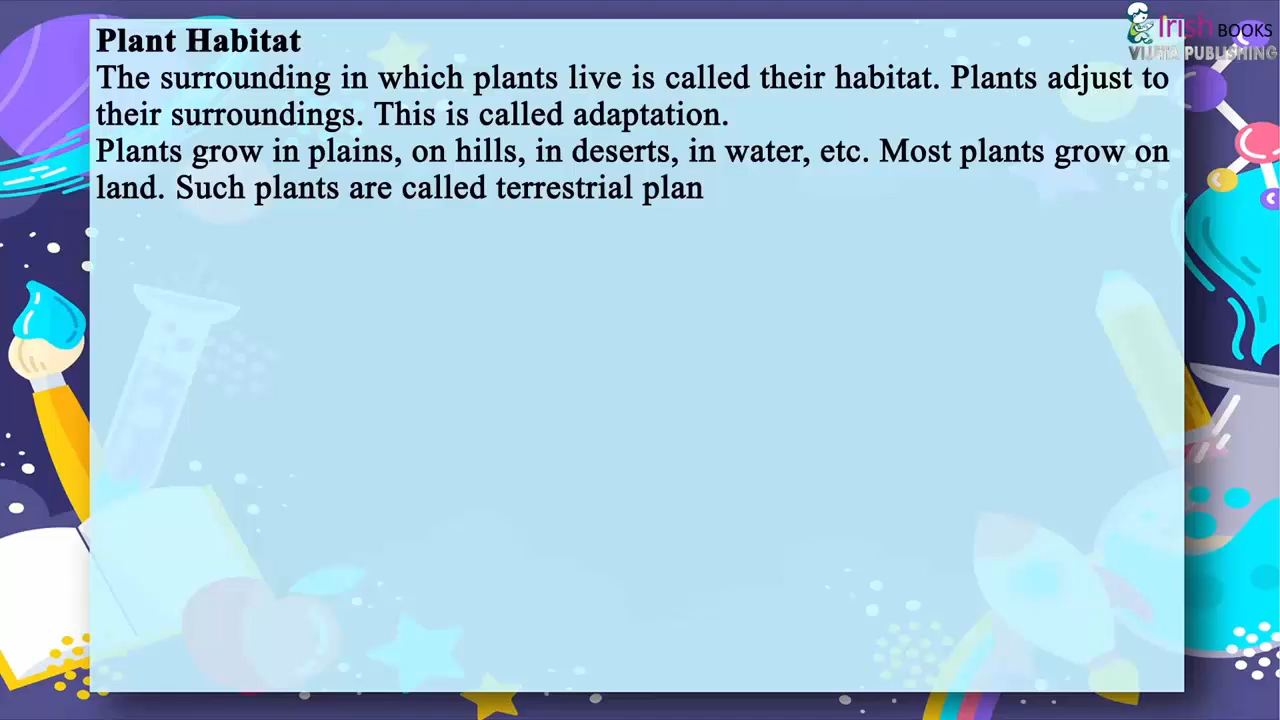 Irish BOOKS
VIJETA PUBLISHING
Plant Habitat
The surrounding in which plants live is called their habitat. Plants adjust to
their surroundings. This is called adaptation.
Plants grow in plains, on hills, in deserts, in water, etc. Most plants grow on
land. Such plants are called terrestrial plan